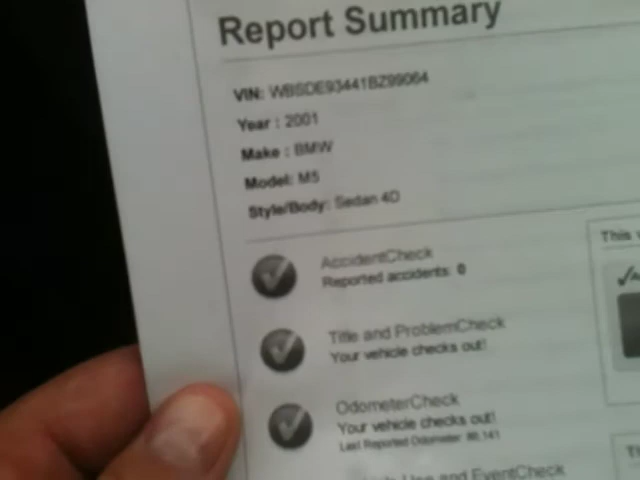 Report Summary
VIN: WBSDE93441BZ99064
Year : 2001
Make : BMW
Model: M5
Style/Body: Sedan 4D
AccidentCheck
Reported accidents: 0
This
Title and ProblemCheck
Your vehicle checks out!
OdometerCheck
Your vehicle checks out!
Last Reported Odometer: 86,141
Use and EventCheck